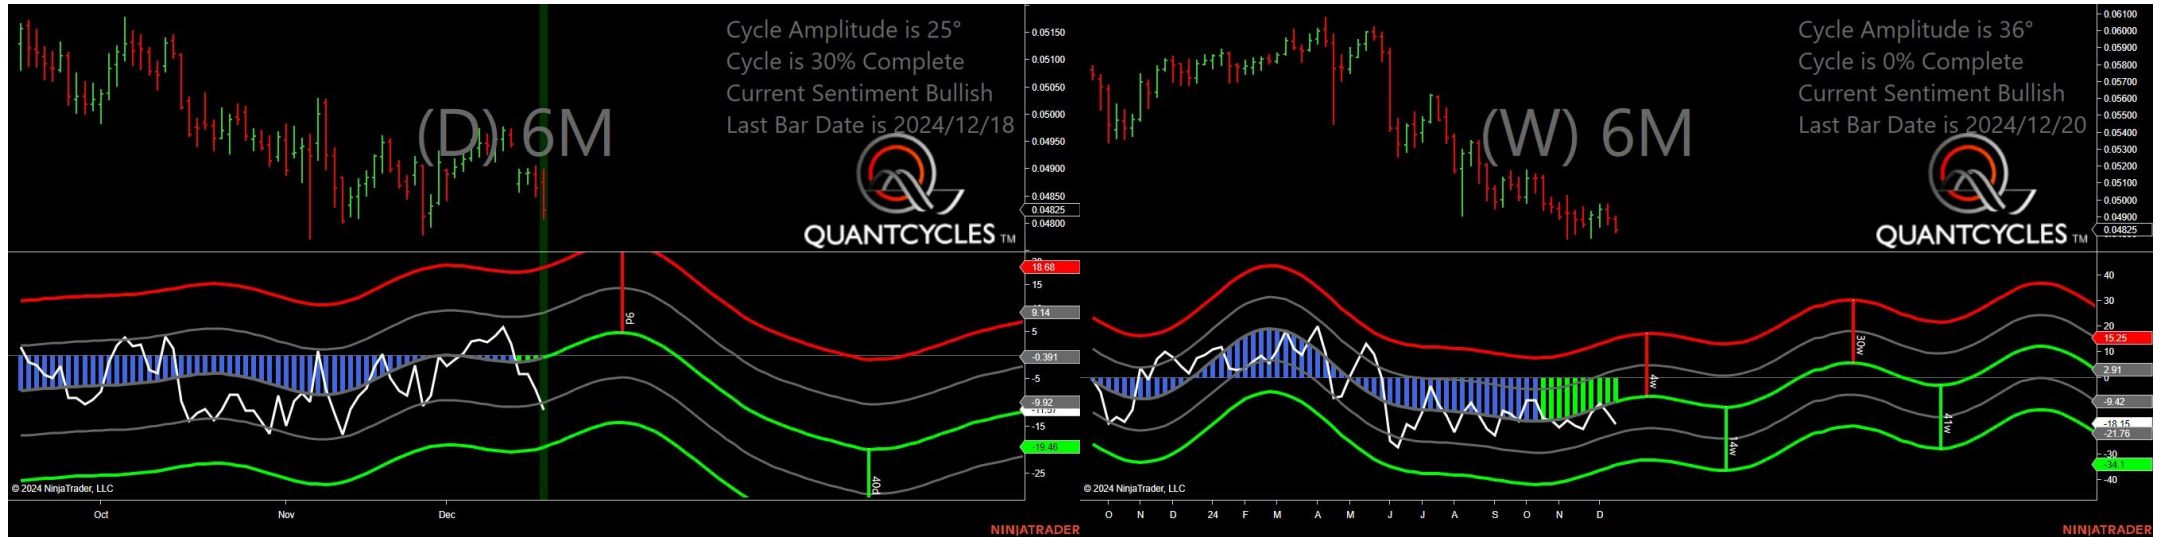 Cycle Amplitude is 25°
Cycle is 30% Complete
Current Sentiment Bullish
Last Bar Date is 2024/12/18
(D) 6M
QUANTCYCLES TM
0.05150
0.05100
0.05050
0.05000
0.04950
0.04900
0.04850
0.04825
0.04800
18.68
15
9.14
5
-0.391
-5
-9.92
-11.57
-15
-19.46
-25
9d
40d
© 2024 NinjaTrader, LLC
Oct
Nov
Dec
NINJATRADER
Cycle Amplitude is 36°
Cycle is 0% Complete
Current Sentiment Bullish
Last Bar Date is 2024/12/20
(W) 6M
QUANTCYCLES TM
0.06100
0.06000
0.05900
0.05800
0.05700
0.05600
0.05500
0.05400
0.05300
0.05200
0.05100
0.05000
0.04900
0.04825
40
30
20
15.25
10
2.91
0
-9.42
-18.15
-21.76
-30
-34.1
-40
4w
14w
30w
41w
© 2024 NinjaTrader, LLC
O N D 24 F M A M J J A S O N D
NINJATRADER